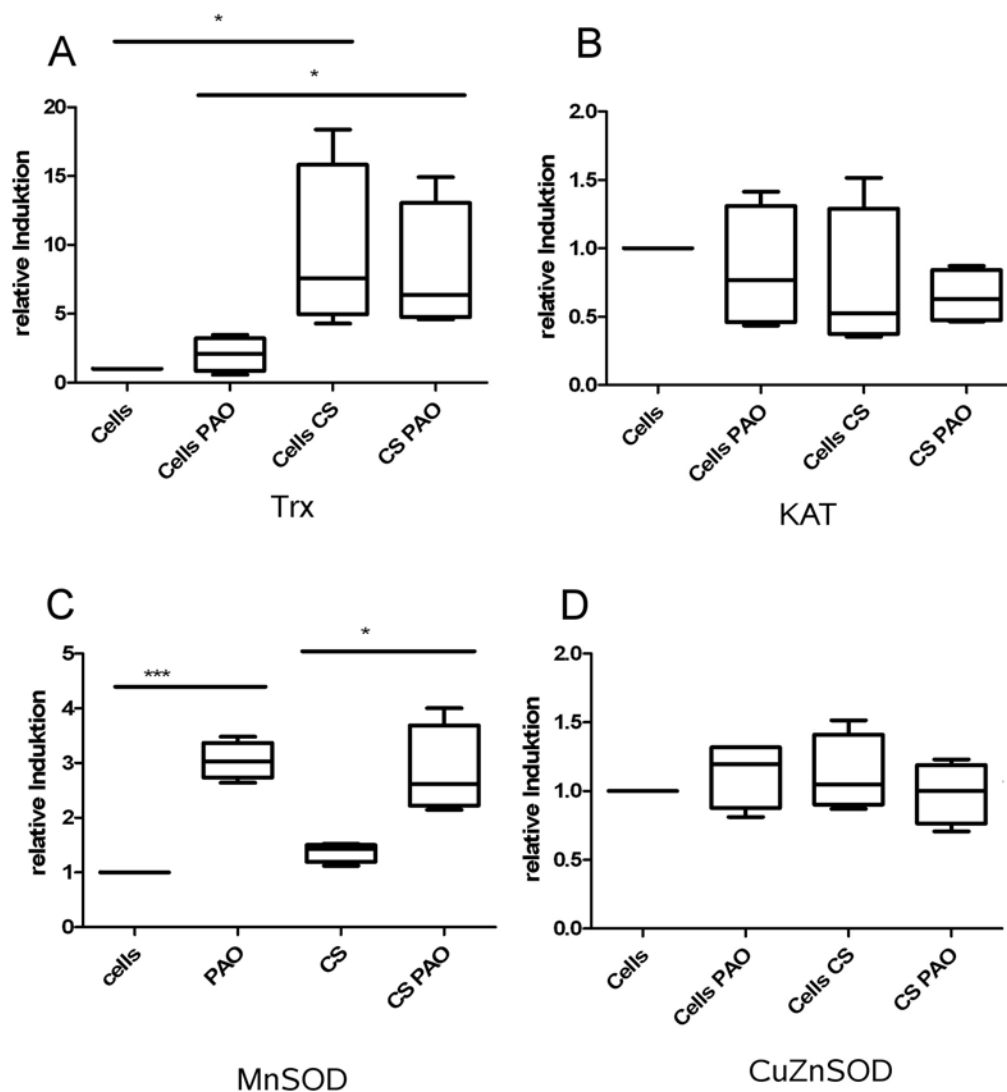 A
*
*
relative Induktion
20
15
10
5
0
Cells
Cells PAO
Cells CS
CS PAO
Trx
B
relative Induktion
2.0
1.5
1.0
0.5
0.0
Cells
Cells PAO
Cells CS
CS PAO
KAT
C
***
*
relative Induktion
5
4
3
2
1
0
cells
PAO
CS
CS PAO
MnSOD
D
relative Induktion
2.0
1.5
1.0
0.5
0.0
Cells
Cells PAO
Cells CS
CS PAO
CuZnSOD